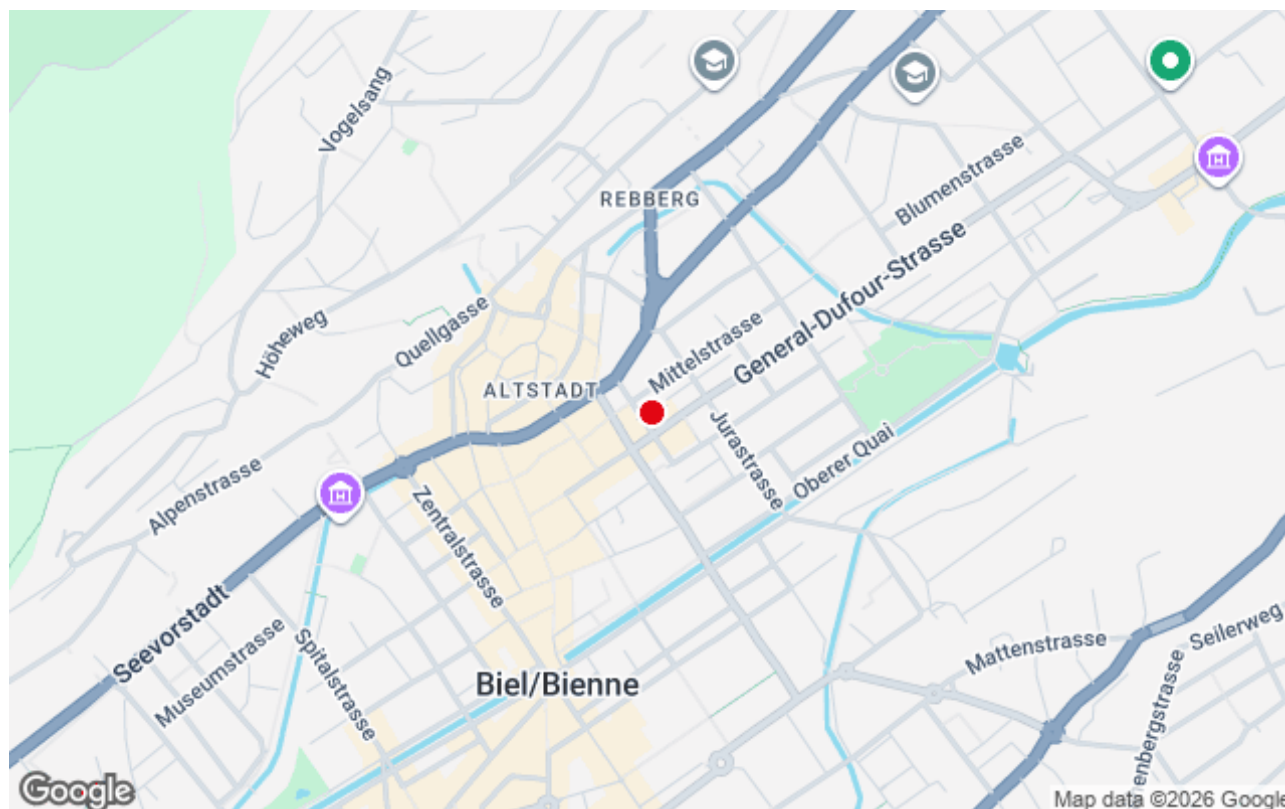 Vogelsang
REBBERG
Blumenstrasse
Höheweg
Quellgasse
General-Dufour-Strasse
Mittelstrasse
ALTSTADT
Jurastrasse
Oberer Quai
Alpenstrasse
Zentralstrasse
Seevorstadt
Museumstrasse
Spitalstrasse
Biel/Bienne
Mattenstrasse
Seilerweg
enbergstrasse
Google
Map data ©2026 Google